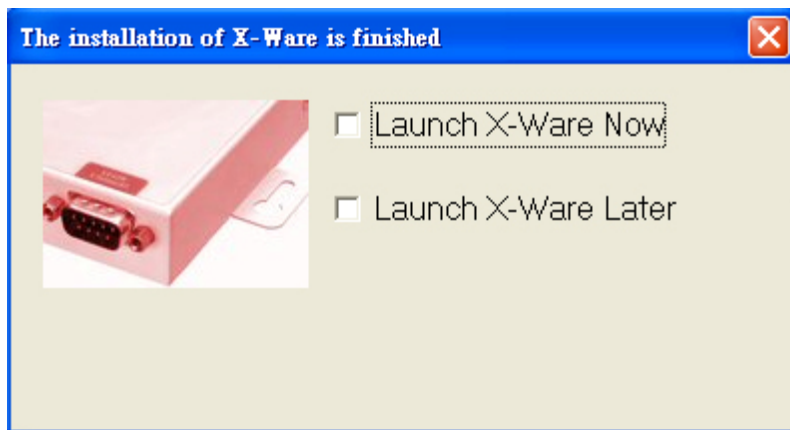 The installation of X-Ware is finished
Launch X-Ware Now
Launch X-Ware Later